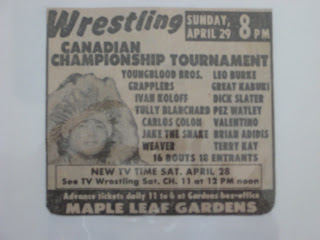 Wrestling
SUNDAY, APRIL 29 8 PM
CANADIAN
CHAMPIONSHIP TOURNAMENT
YOUNGBLOOD BROS. LEO BURKE
GRAPPLERS GREAT KABUKI
IVAN KOLOFF DICK SLATER
TULLY BLANCHARD PEZ WATLEY
CARLOS COLON VALENTINO
JAKE THE SNAKE BRIAN ADIDIS
WEAVER TERRY KAY
16 BOUTS 18 ENTRANTS
NEW TV TIME SAT. APRIL 28
See TV Wrestling Sat. CH. 11 at 12 PM noon
Advance tickets daily 11 to 6 at Gardens box-office
MAPLE LEAF GARDENS